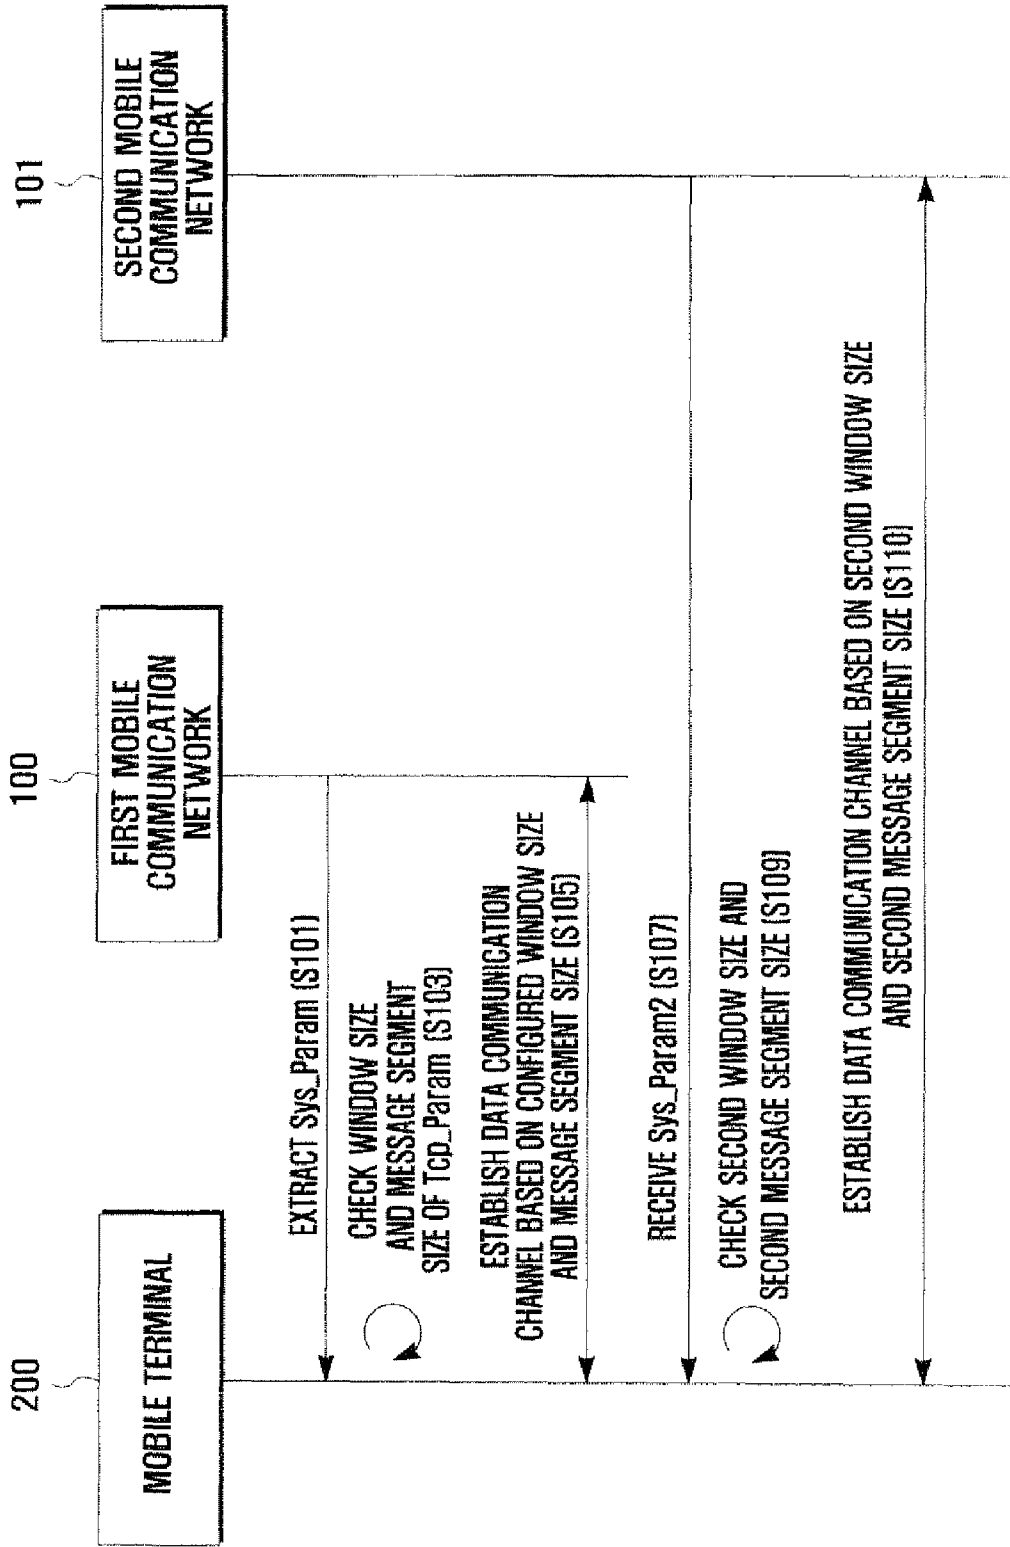 200
MOBILE TERMINAL
100
FIRST MOBILE
COMMUNICATION
NETWORK
101
SECOND MOBILE
COMMUNICATION
NETWORK
EXTRACT Sys_Param (S101)
CHECK WINDOW SIZE
AND MESSAGE SEGMENT
SIZE OF Tcp_Param (S103)
ESTABLISH DATA COMMUNICATION
CHANNEL BASED ON CONFIGURED WINDOW SIZE
AND MESSAGE SEGMENT SIZE (S105)
RECEIVE Sys_Param2 (S107)
CHECK SECOND WINDOW SIZE AND
SECOND MESSAGE SEGMENT SIZE (S109)
ESTABLISH DATA COMMUNICATION CHANNEL BASED ON SECOND WINDOW SIZE
AND SECOND MESSAGE SEGMENT SIZE (S110)